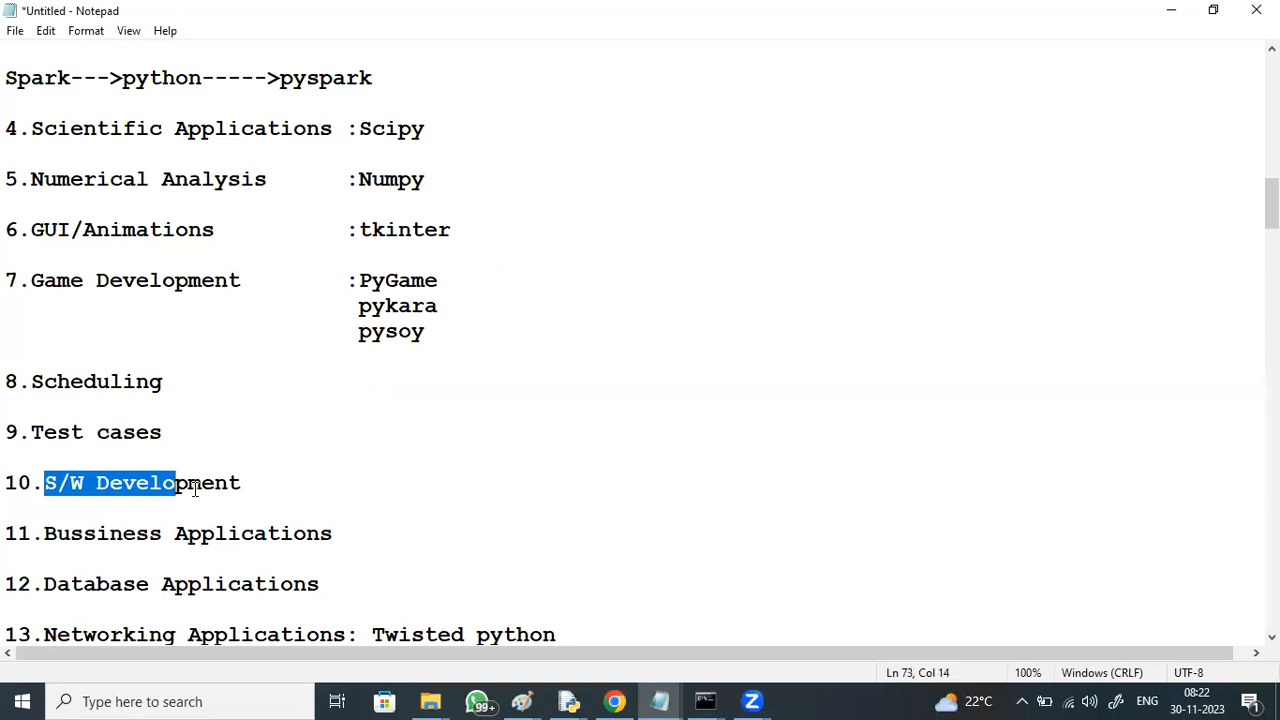 *Untitled - Notepad
File Edit Format View Help
Spark--->python----->pyspark
4.Scientific Applications :Scipy
5.Numerical Analysis :Numpy
6.GUI/Animations :tkinter
7.Game Development :PyGame
pykara
pysoy
8.Scheduling
9.Test cases
10.S/W Development
11.Bussiness Applications
12.Database Applications
13.Networking Applications: Twisted python
Ln 73, Col 14 100% Windows (CRLF) UTF-8
Type here to search 99+ 22°C ENG 08:22 30-11-2023 1